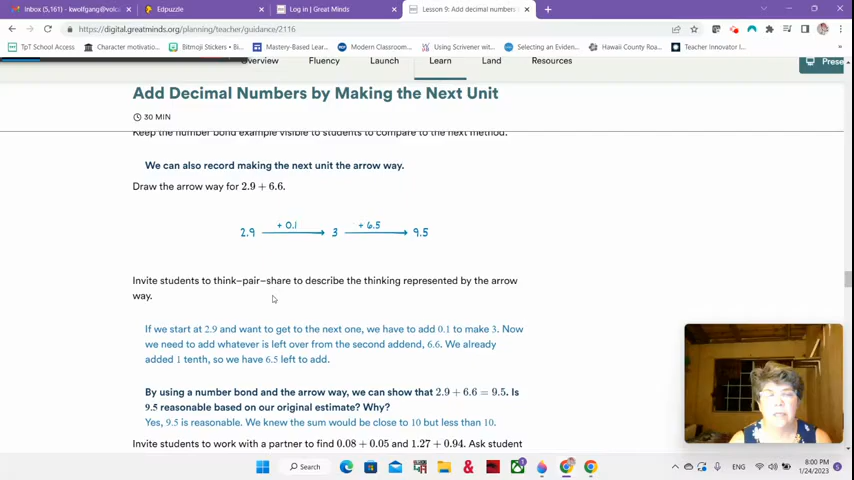 Inbox (5,161) - kwolfgang@volc
Edpuzzle
Log in | Great Minds
Lesson 9: Add decimal numbers
https://digital.greatminds.org/planning/teacher/guidance/2116
TpT School Account
Character motivatio...
Bitmoji Stickers • Bi...
Mastery-Based Lear...
Modern Classroom...
Using Scrivener wit...
Selecting an Eviden...
Hawaii County Roa...
Teacher Innovator I...
Overview
Fluency
Launch
Learn
Land
Resources
Prese
Add Decimal Numbers by Making the Next Unit
30 MIN
Keep the number bond example visible to students to compare to the next method.
We can also record making the next unit the arrow way.
Draw the arrow way for 2.9 + 6.6.
+ 0.1 + 6.5
2.9 3 9.5
Invite students to think–pair–share to describe the thinking represented by the arrow
way.
If we start at 2.9 and want to get to the next one, we have to add 0.1 to make 3. Now
we need to add whatever is left over from the second addend, 6.6. We already
added 1 tenth, so we have 6.5 left to add.
By using a number bond and the arrow way, we can show that 2.9 + 6.6 = 9.5. Is
9.5 reasonable based on our original estimate? Why?
Yes, 9.5 is reasonable. We knew the sum would be close to 10 but less than 10.
Invite students to work with a partner to find 0.08 + 0.05 and 1.27 + 0.94. Ask student
Search
ENG
8:00 PM
1/24/2023